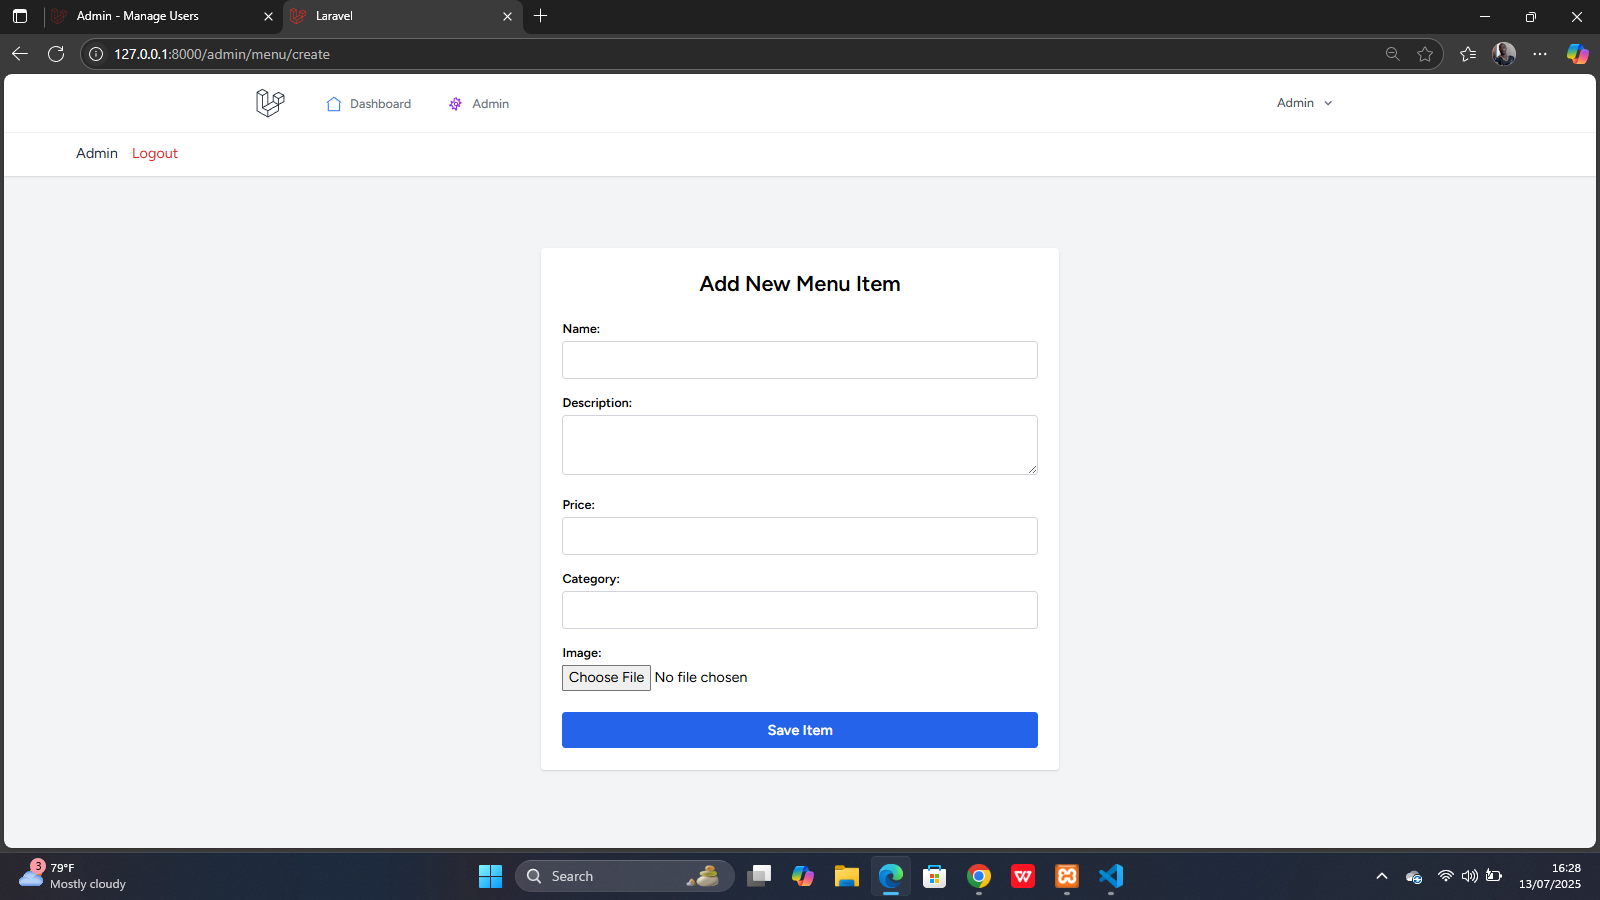 Admin - Manage Users
Laravel
127.0.0.1:8000/admin/menu/create
Dashboard
Admin
Admin
Admin
Logout
Add New Menu Item
Name:
Description:
Price:
Category:
Image:
Choose File No file chosen
Save Item
3
79°F
Mostly cloudy
Search
W
16:28
13/07/2025